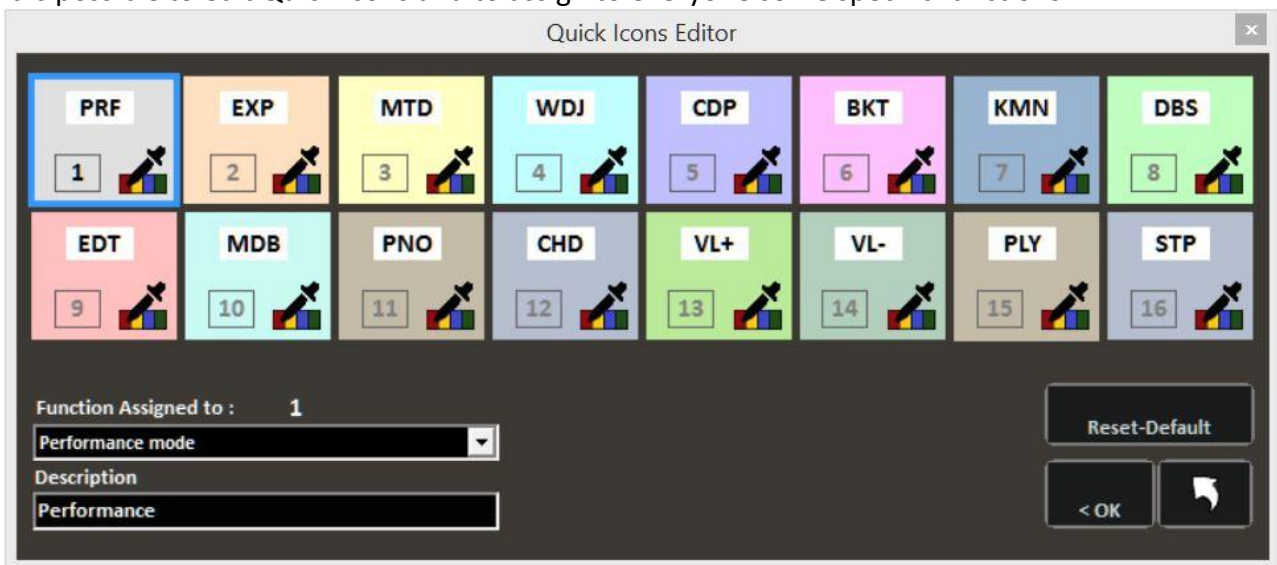 Quick Icons Editor
x
PRF EXP MTD WDJ CDP BKT KMN DBS
1 2 3 4 5 6 7 8
EDT MDB PNO CHD VL+ VL- PLY STP
9 10 11 12 13 14 15 16
Function Assigned to : 1
Performance mode
Reset-Default
Description
Performance
< OK